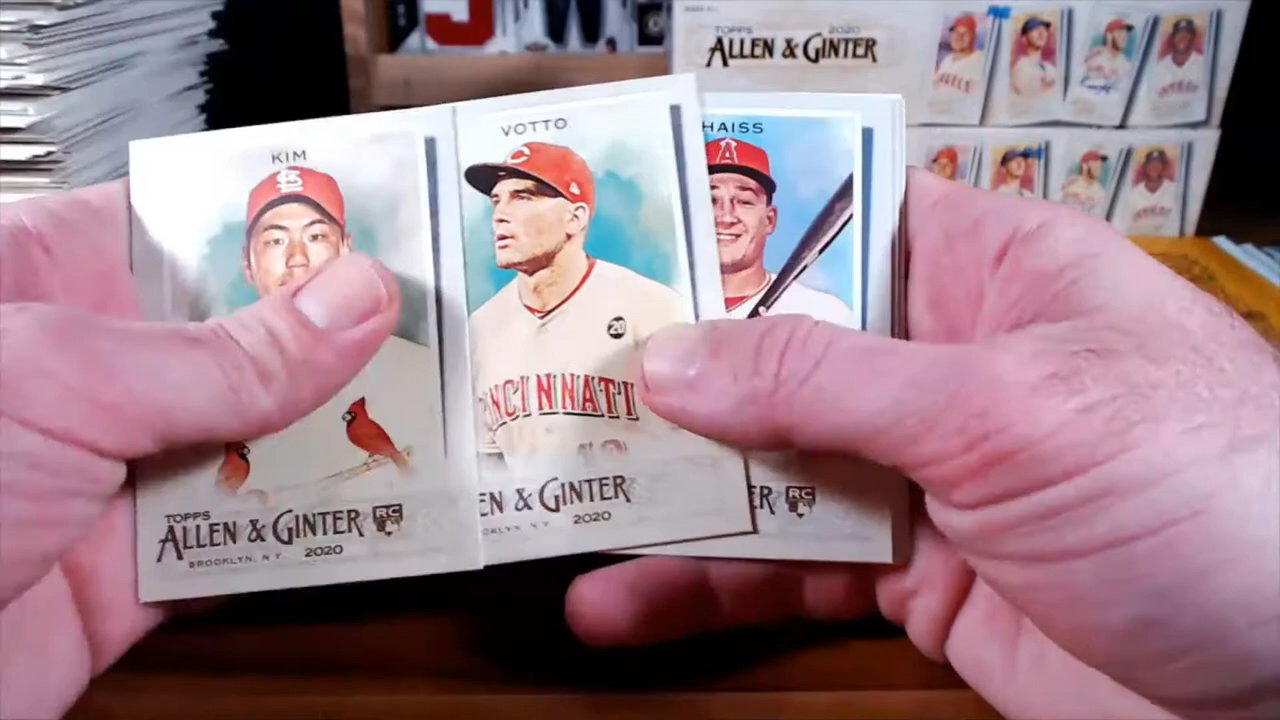 TOPPS 2020
ALLEN & GINTER
KIM
VOTTO
HAISS
C
A
20
CINCINNATI
TOPPS
ALLEN & GINTER
RC
BROOKLYN, N.Y. 2020
EN & GINTER
OKLYN, N.Y. 2020
ER RC